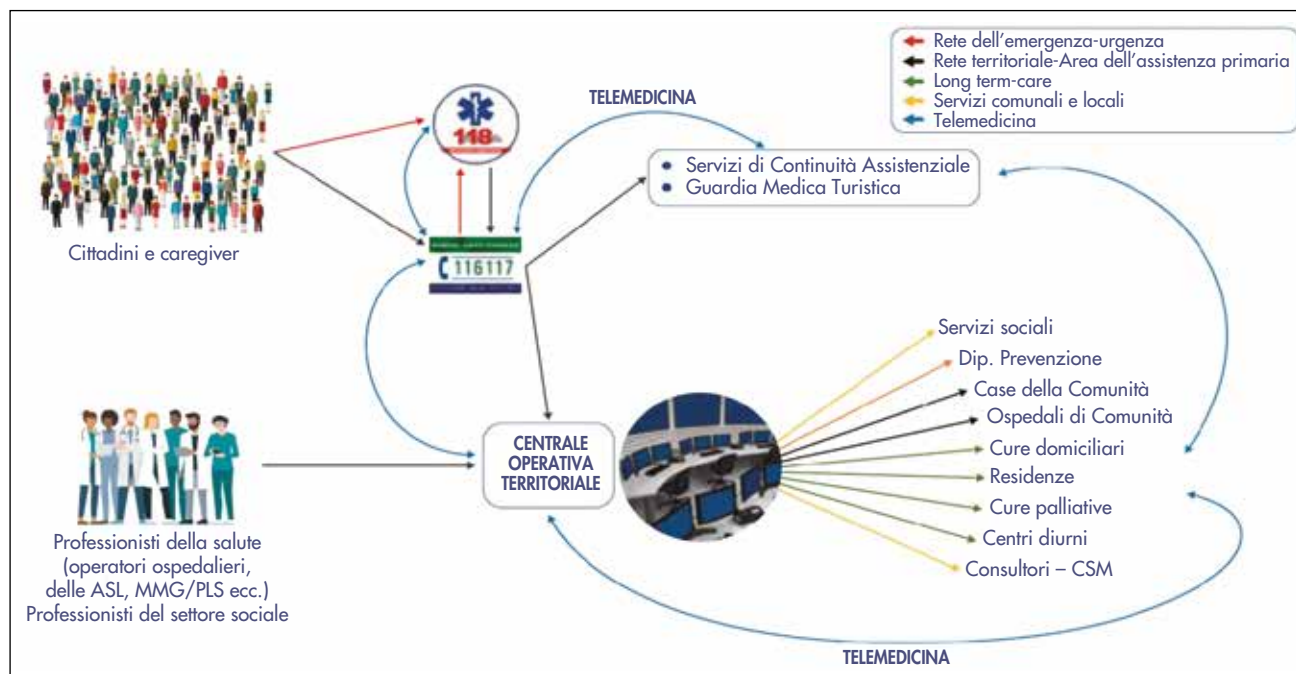 Rete dell'emergenza-urgenza
Rete territoriale-Area dell'assistenza primaria
Long term-care
Servizi comunali e locali
Telemedicina
TELEMEDICINA
118
• Servizi di Continuità Assistenziale
• Guardia Medica Turistica
Cittadini e caregiver
116117
Servizi sociali
Dip. Prevenzione
Case della Comunità
Ospedali di Comunità
Cure domiciliari
Residenze
Cure palliative
Centri diurni
Consultori – CSM
CENTRALE
OPERATIVA
TERRITORIALE
Professionisti della salute
(operatori ospedalieri,
delle ASL, MMG/PLS ecc.)
Professionisti del settore sociale
TELEMEDICINA